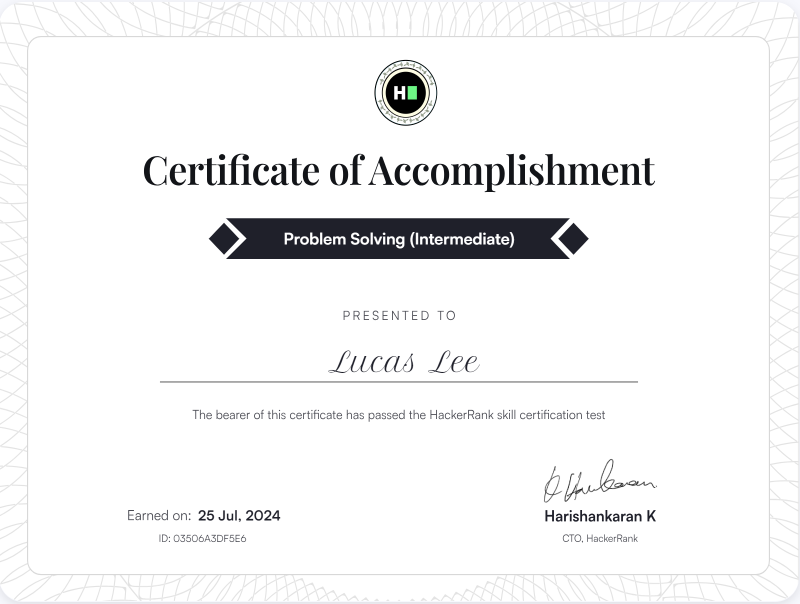 H
Certificate of Accomplishment
Problem Solving (Intermediate)
PRESENTED TO
Lucas Lee
The bearer of this certificate has passed the HackerRank skill certification test
Earned on: 25 Jul, 2024
ID: 03506A3DF5E6
Harishankaran K
CTO, HackerRank